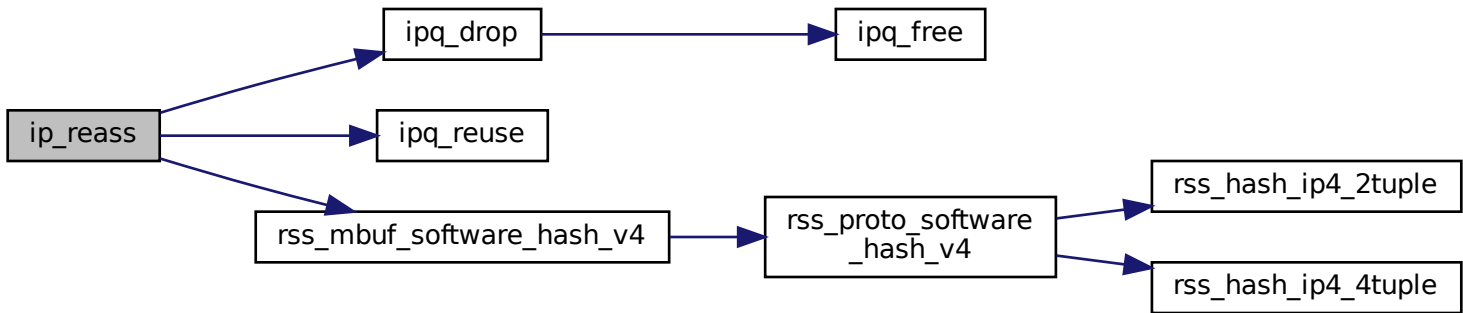 ipq_drop
ipq_free
ip_reass
ipq_reuse
rss_hash_ip4_2tuple
rss_mbuf_software_hash_v4
rss_proto_software
_hash_v4
rss_hash_ip4_4tuple